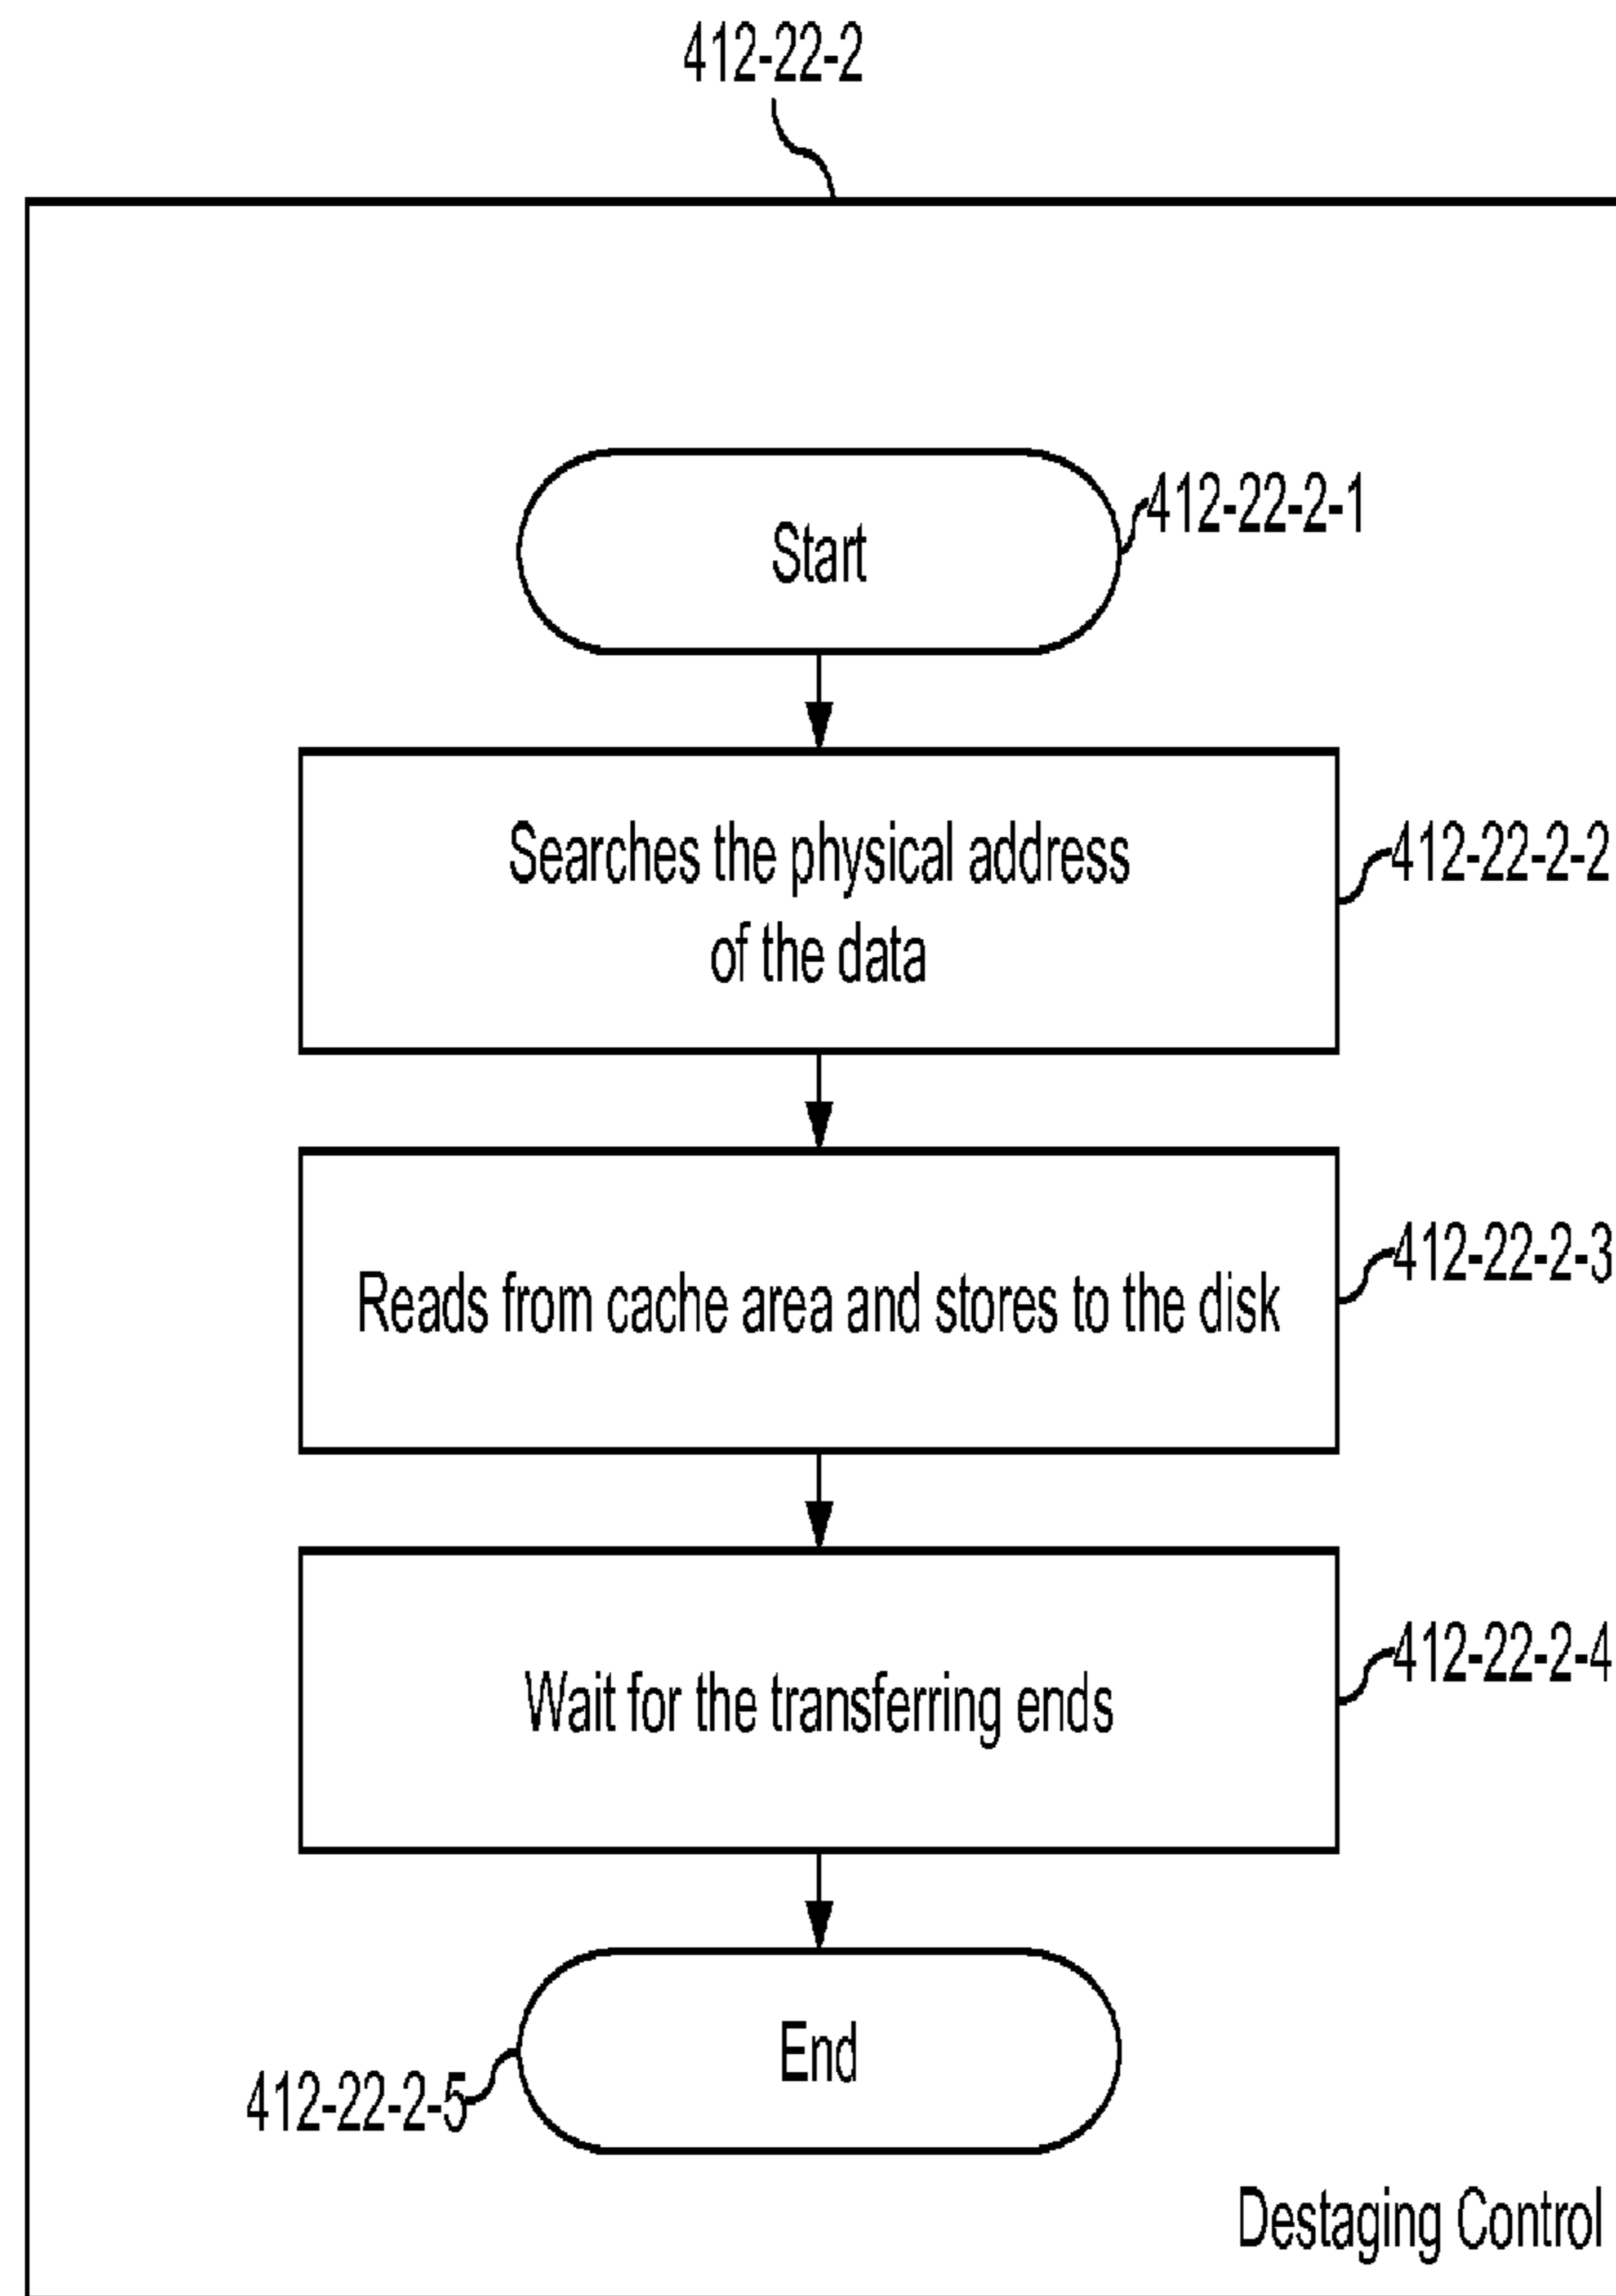 412-22-2
Start
412-22-2-1
Searches the physical address
of the data
412-22-2-2
Reads from cache area and stores to the disk
412-22-2-3
Wait for the transferring ends
412-22-2-4
End
412-22-2-5
Destaging Control